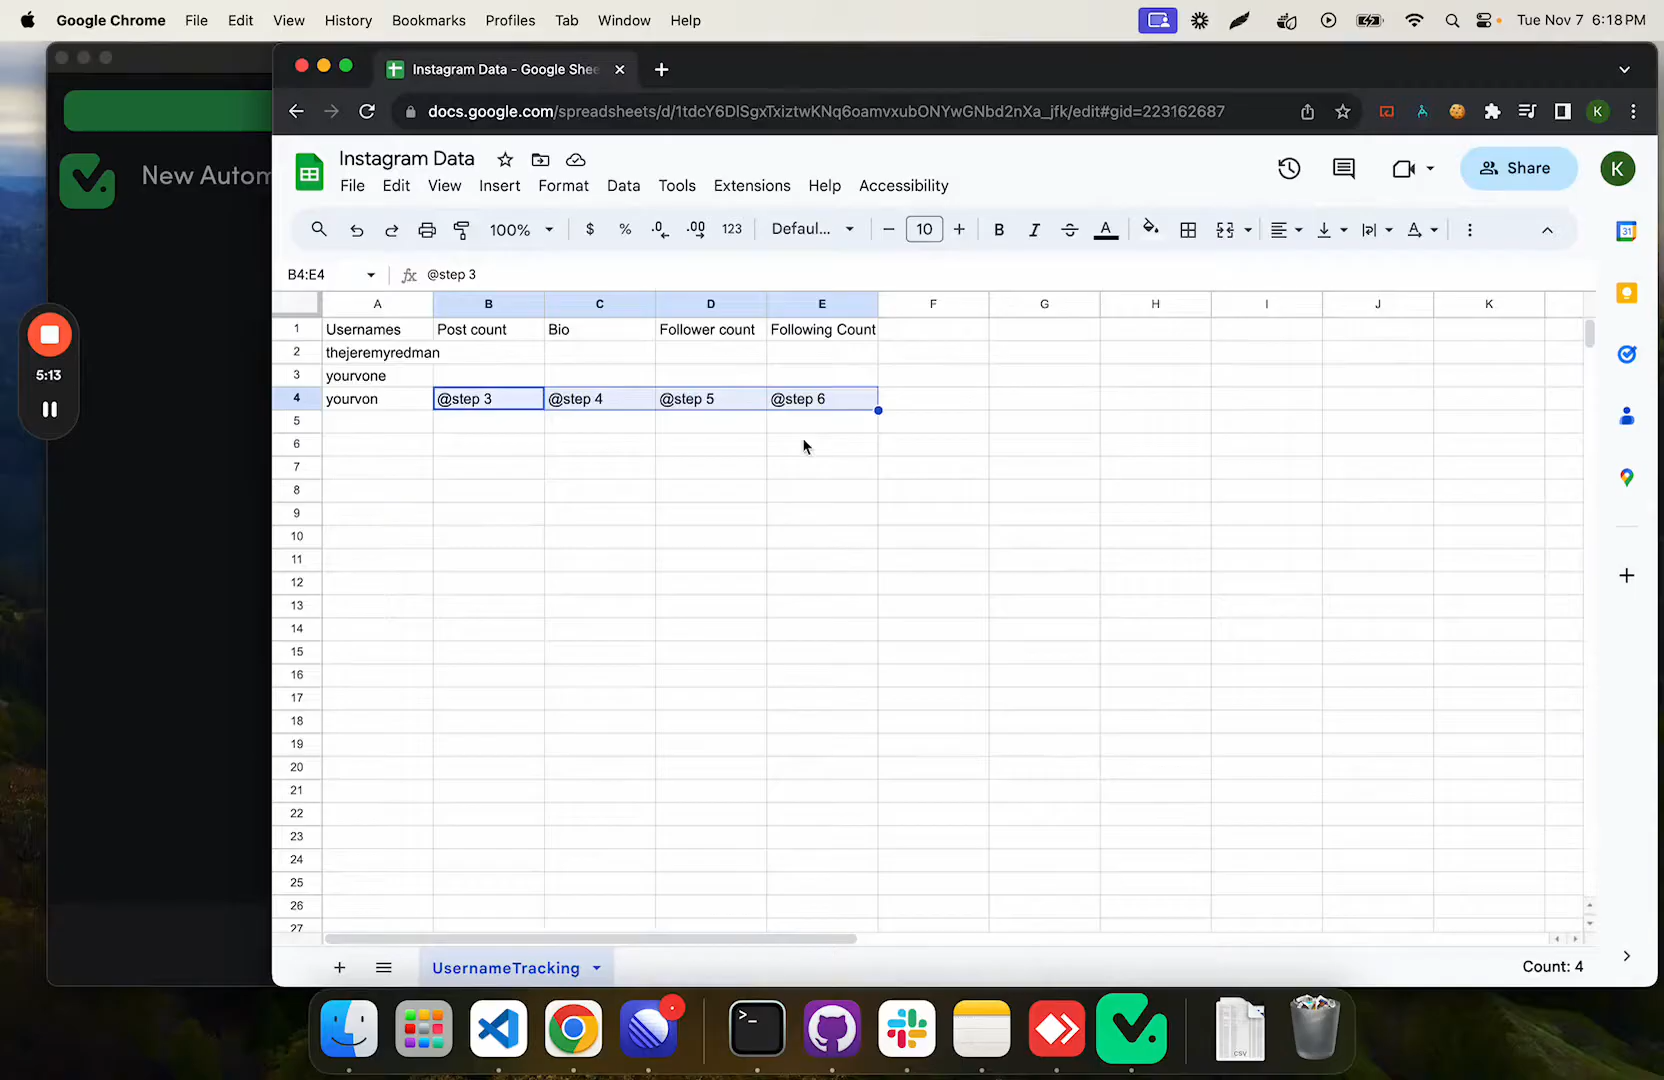 Google Chrome File Edit View History Bookmarks Profiles Tab Window Help Tue Nov 7 6:18 PM
Instagram Data - Google Shee
docs.google.com/spreadsheets/d/1tdcY6DlSgxTxiztwKNq6oamvxubONYwGNbd2nXa_jfk/edit#gid=223162687 K
New Autom
Instagram Data
Share K
File Edit View Insert Format Data Tools Extensions Help Accessibility
100% $ % .0 .00 123 Defaul... 10 B I A
B4:E4 fx @step 3
A B C D E F G H I J K
1 Usernames Post count Bio Follower count Following Count
2 thejeremyredman
3 yourvone
4 yourvon @step 3 @step 4 @step 5 @step 6
5
6
7
8
9
10
11
12
13
14
15
16
17
18
19
20
21
22
23
24
25
26
27
5:13
31
UsernameTracking Count: 4
CSV